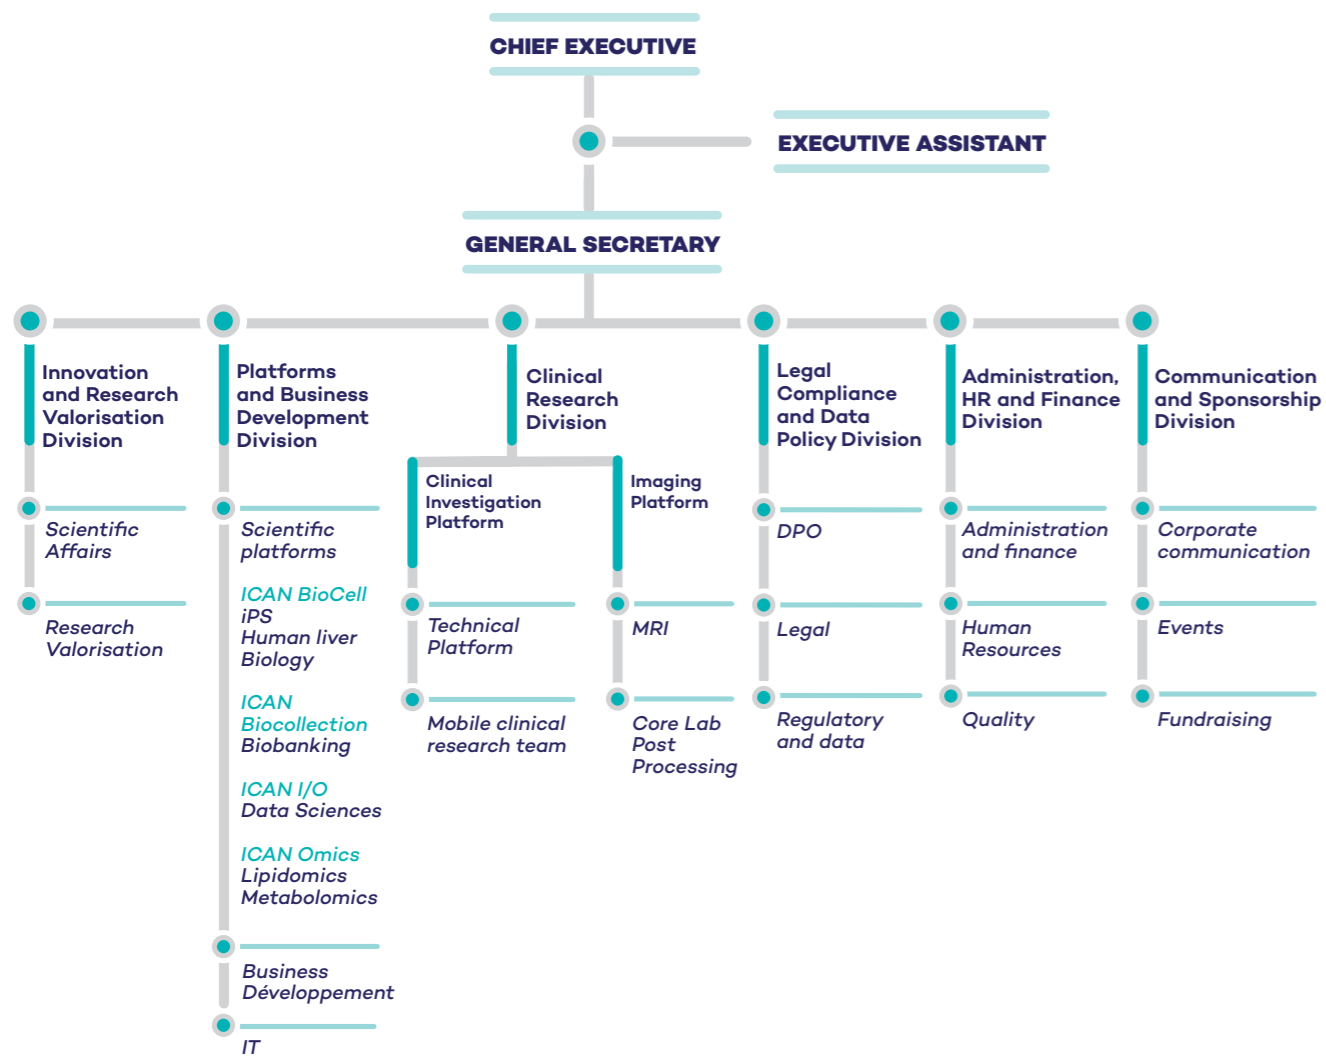 CHIEF EXECUTIVE
EXECUTIVE ASSISTANT
GENERAL SECRETARY
Innovation
and Research
Valorisation
Division
Scientific
Affairs
Research
Valorisation
Platforms
and Business
Development
Division
Scientific
platforms
ICAN BioCell
iPS
Human liver
Biology
ICAN
Biocollection
Biobanking
ICAN I/O
Data Sciences
ICAN Omics
Lipidomics
Metabolomics
Business
Développement
IT
Clinical
Research
Division
Clinical
Investigation
Platform
Technical
Platform
Mobile clinical
research team
Imaging
Platform
MRI
Core Lab
Post
Processing
Legal
Compliance
and Data
Policy Division
DPO
Legal
Regulatory
and data
Administration,
HR and Finance
Division
Administration
and finance
Human
Resources
Quality
Communication
and Sponsorship
Division
Corporate
communication
Events
Fundraising